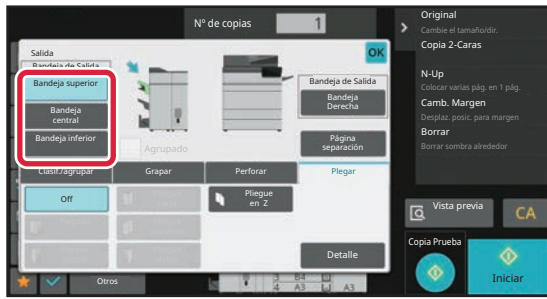 Nº de copias
1
Salida
OK
Bandeja de Salida
Bandeja superior
Bandeja
central
Bandeja inferior
Agrupado
Bandeja de Salida
Bandeja
Derecha
Página
separación
Clasif./agrupar
Grapar
Perforar
Plegar
Off
Pliegue
en Z
Detalle
Otros
3 B4
4 A3
A3
Original
Cambie el tamaño/dir.
Copia 2-Caras
N-Up
Colocar varias pág. en 1 pág.
Camb. Margen
Desplaz. posic. para margen
Borrar
Borrar sombra alrededor
Vista previa
CA
Copia Prueba
Iniciar